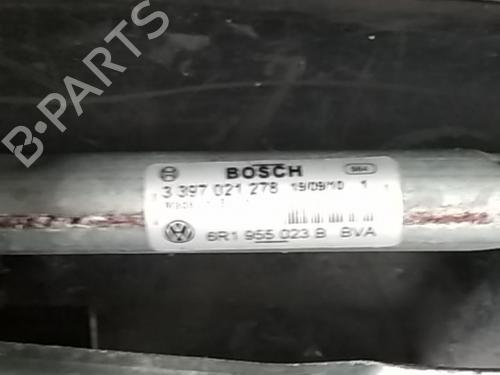 BOSCH
3 397 021 278 19/09/10 1
6R1 955 023 B BVA
B-PARTS